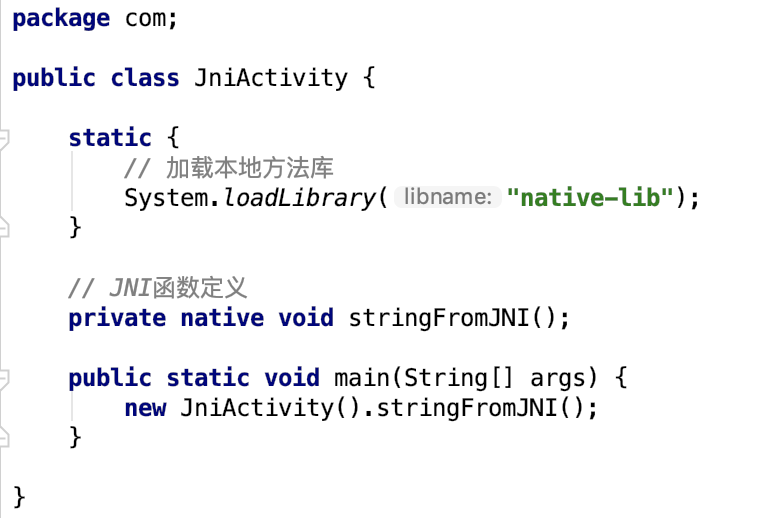 package com;
public class JniActivity {
static {
// 加载本地方法库
System.loadLibrary( libname: "native-lib");
}
// JNI函数定义
private native void stringFromJNI();
public static void main(String[] args) {
new JniActivity().stringFromJNI();
}
}